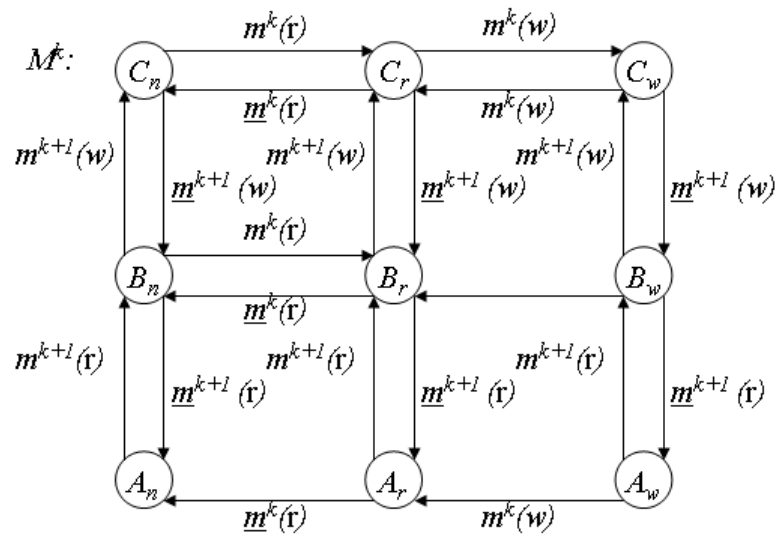 m^k(r) m^k(w)
M^k: C_n C_r C_w
m̲^k(r) m^k(w)
m^{k+1}(w) m^{k+1}(w) m^{k+1}(w)
m̲^{k+1}(w) m̲^{k+1}(w) m̲^{k+1}(w)
m^k(r)
B_n B_r B_w
m̲^k(r)
m^{k+1}(r) m^{k+1}(r) m^{k+1}(r)
m̲^{k+1}(r) m̲^{k+1}(r) m̲^{k+1}(r)
A_n A_r A_w
m̲^k(r) m^k(w)